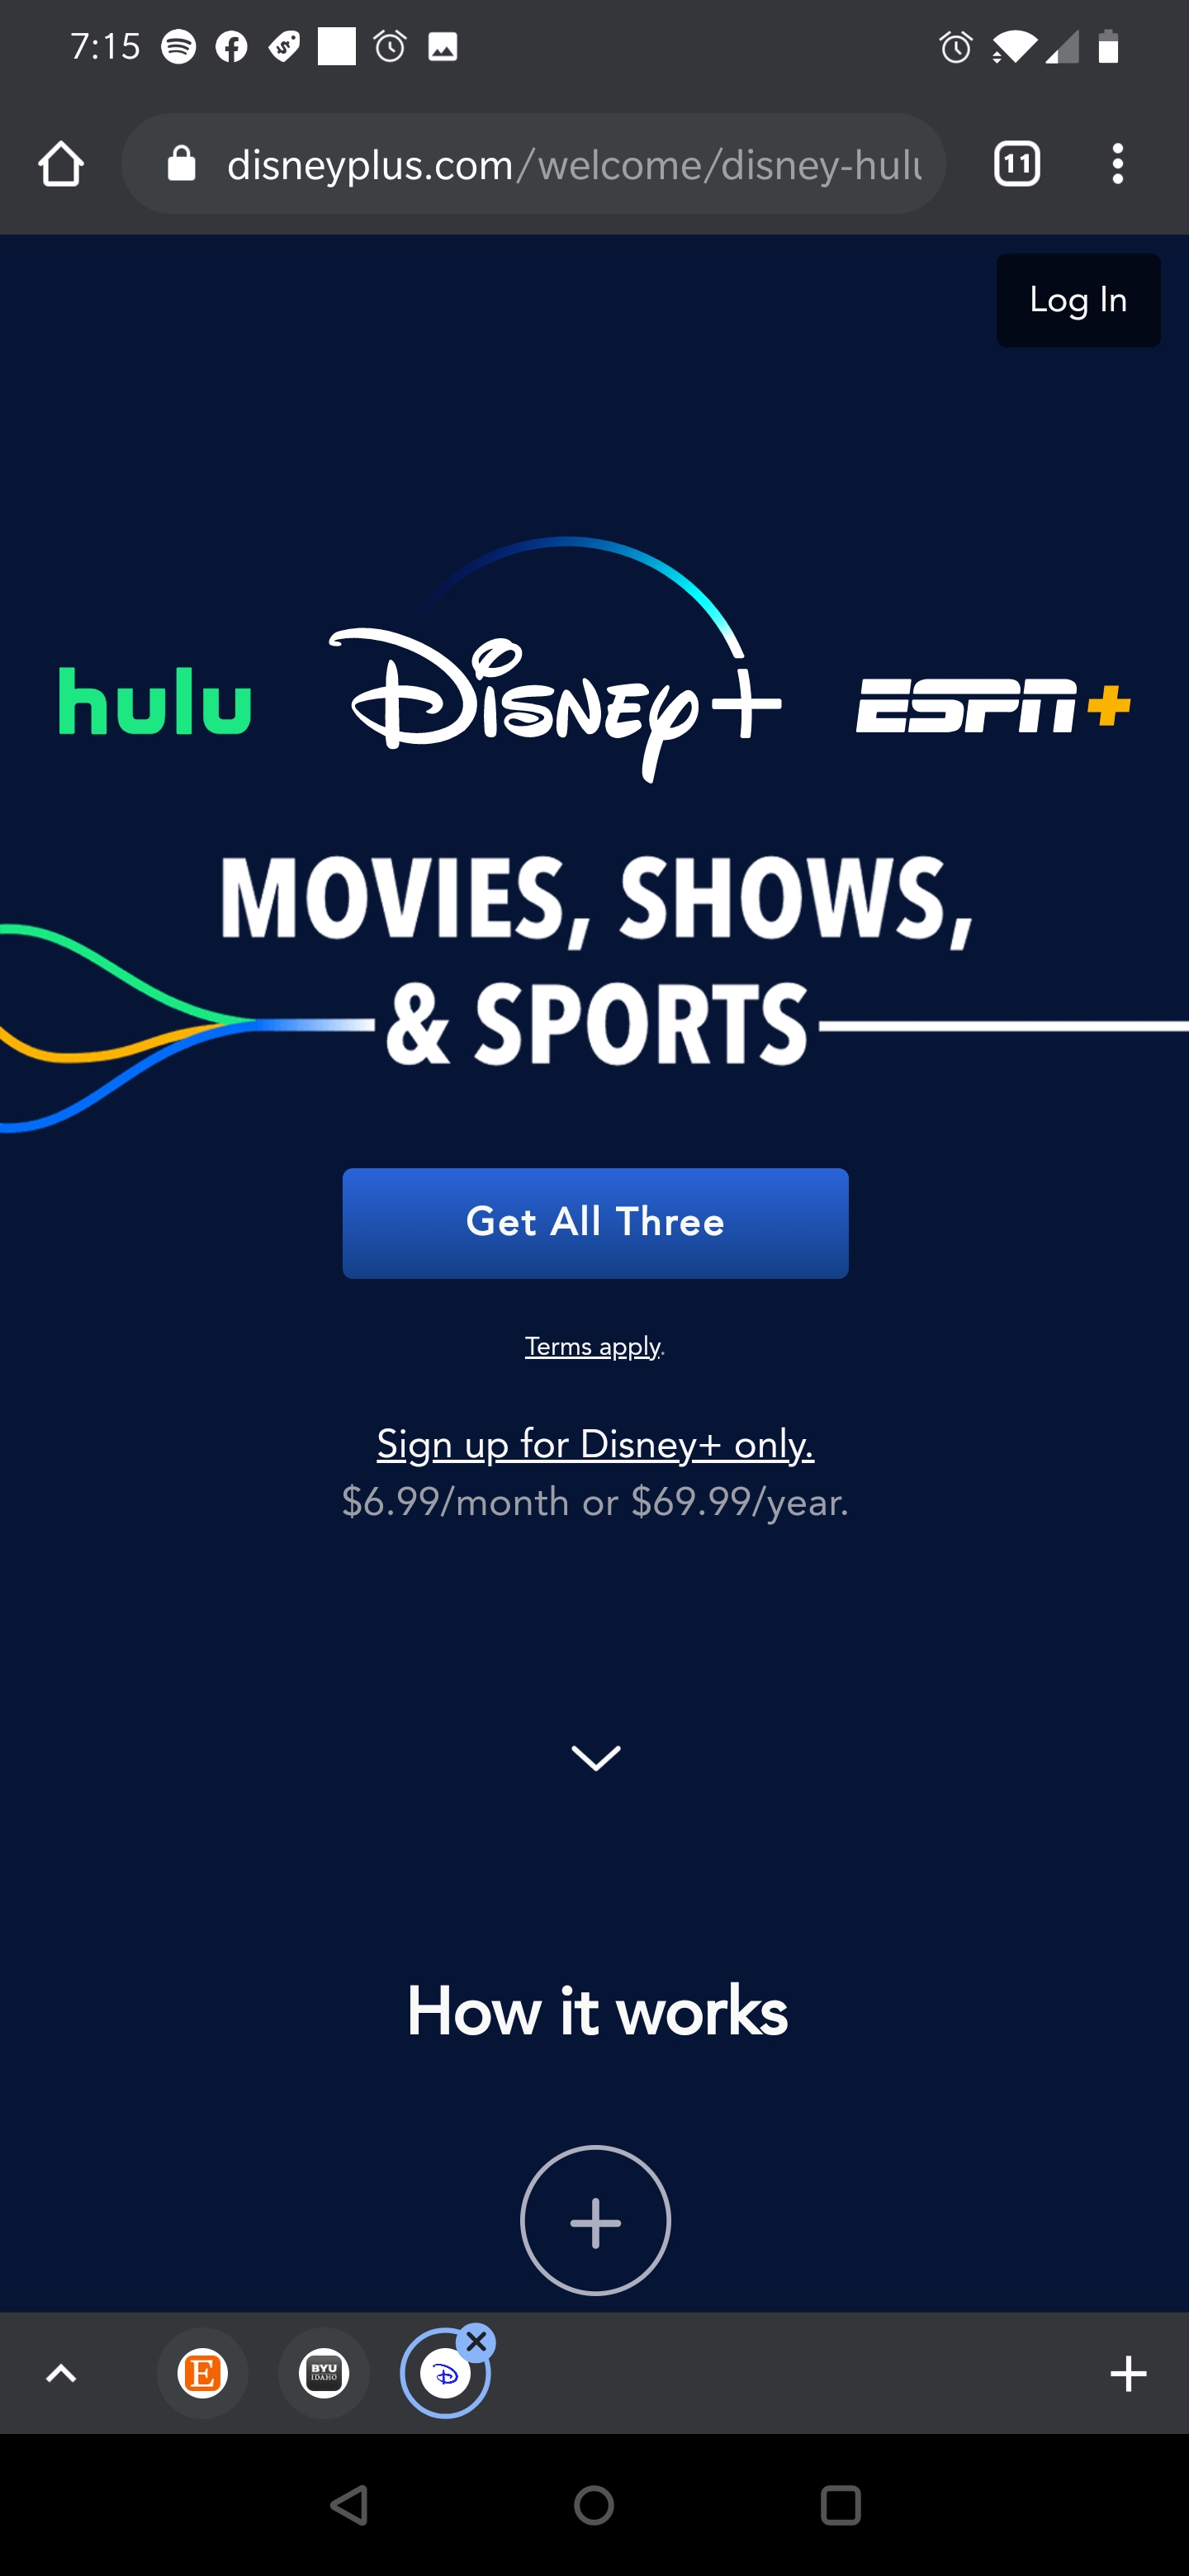 7:15
disneyplus.com/welcome/disney-hulu
11
Log In
hulu
Disney+
ESPN+
MOVIES, SHOWS,
& SPORTS
Get All Three
Terms apply.
Sign up for Disney+ only.
$6.99/month or $69.99/year.
How it works
E
BYU
IDAHO
D